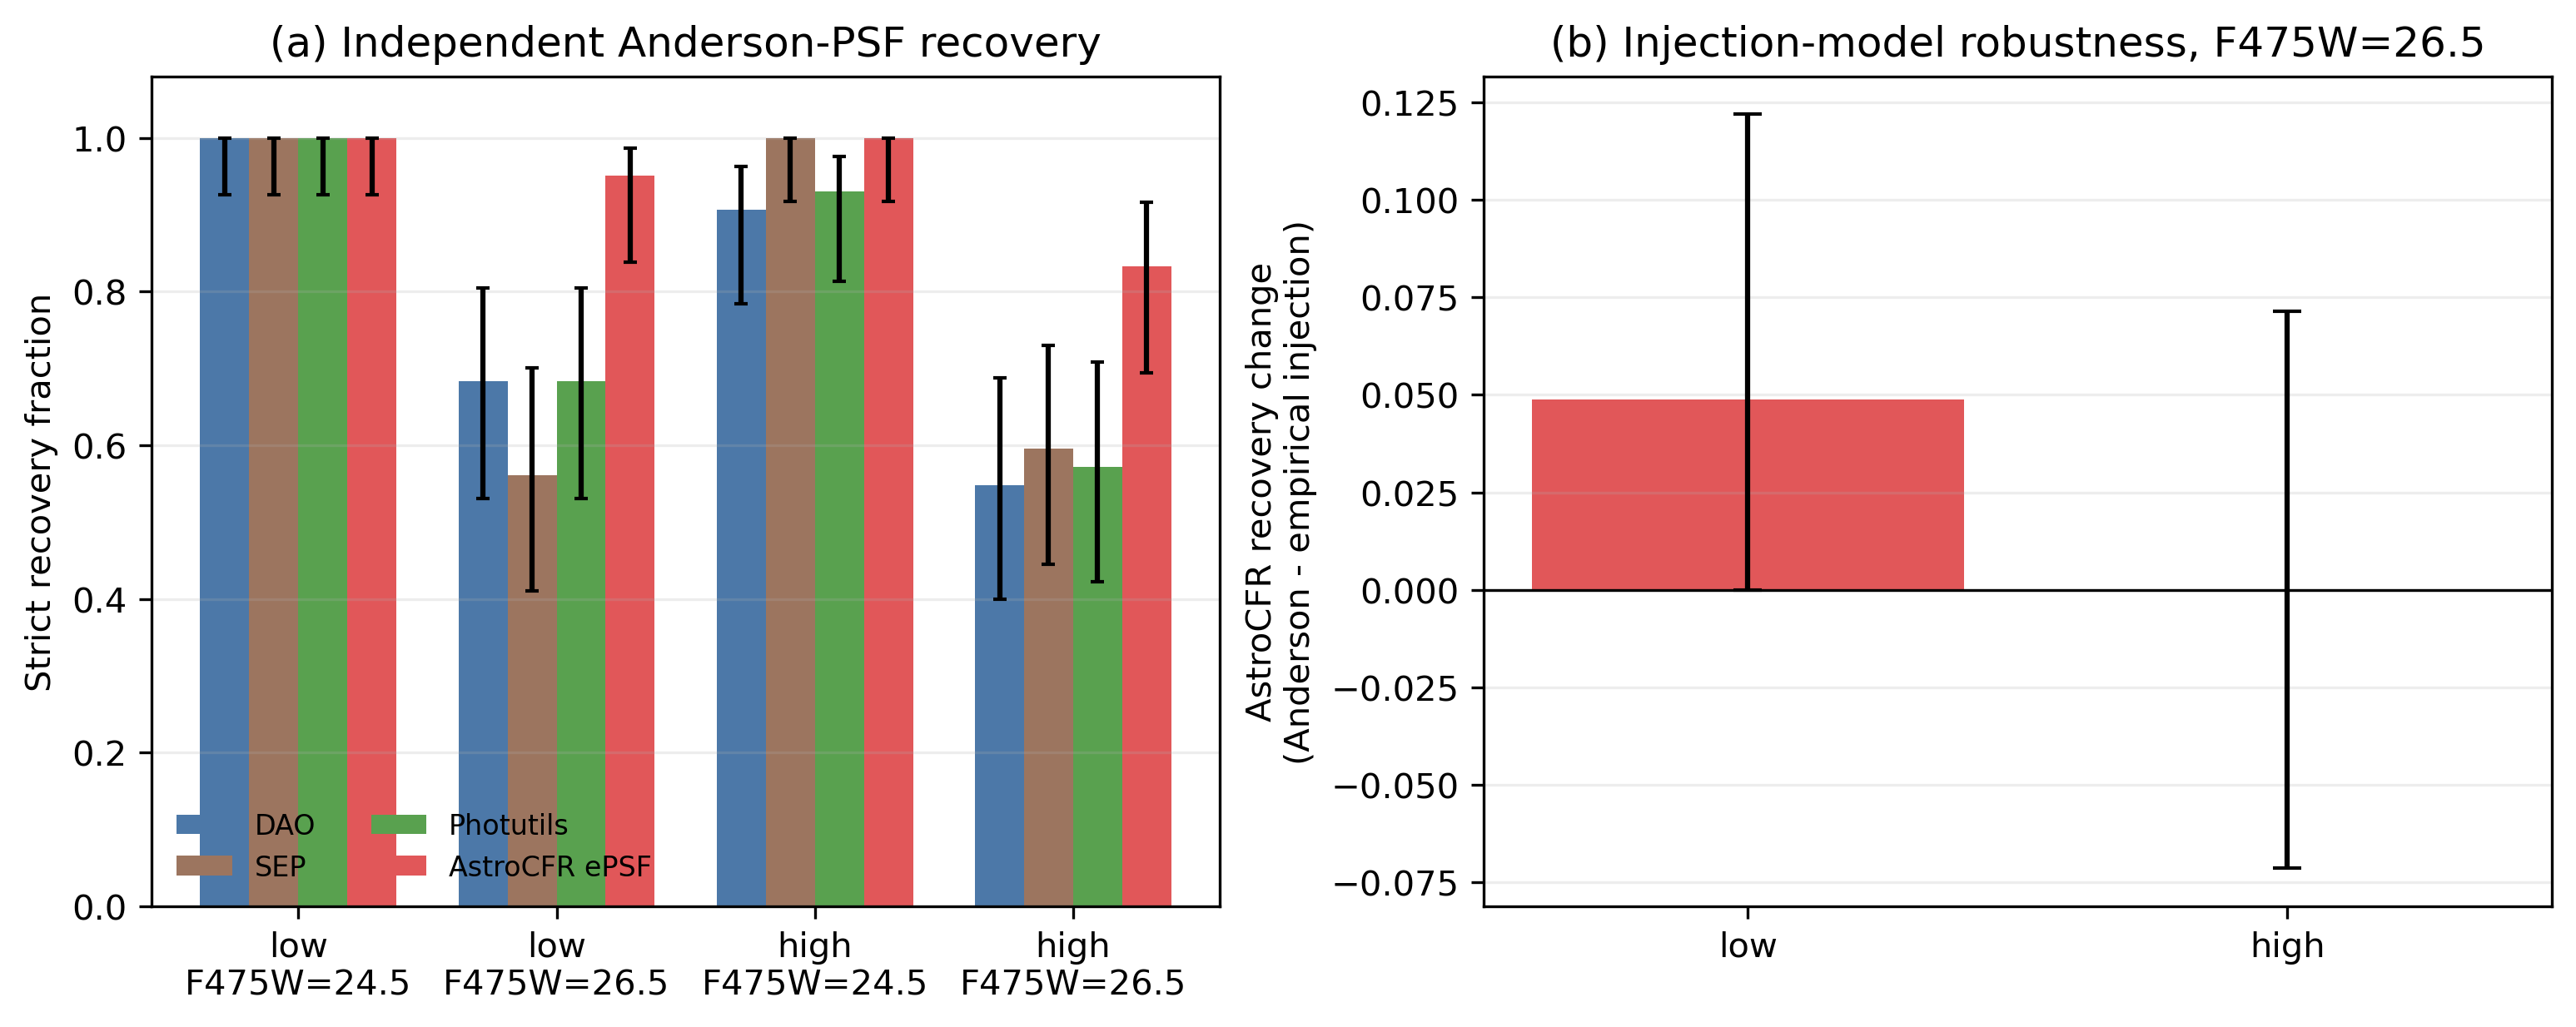 (a) Independent Anderson-PSF recovery
Strict recovery fraction
1.0
0.8
0.6
0.4
0.2
0.0
DAO
SEP
Photutils
AstroCFR ePSF
low
F475W=24.5
low
F475W=26.5
high
F475W=24.5
high
F475W=26.5
(b) Injection-model robustness, F475W=26.5
AstroCFR recovery change
(Anderson - empirical injection)
0.125
0.100
0.075
0.050
0.025
0.000
−0.025
−0.050
−0.075
low
high